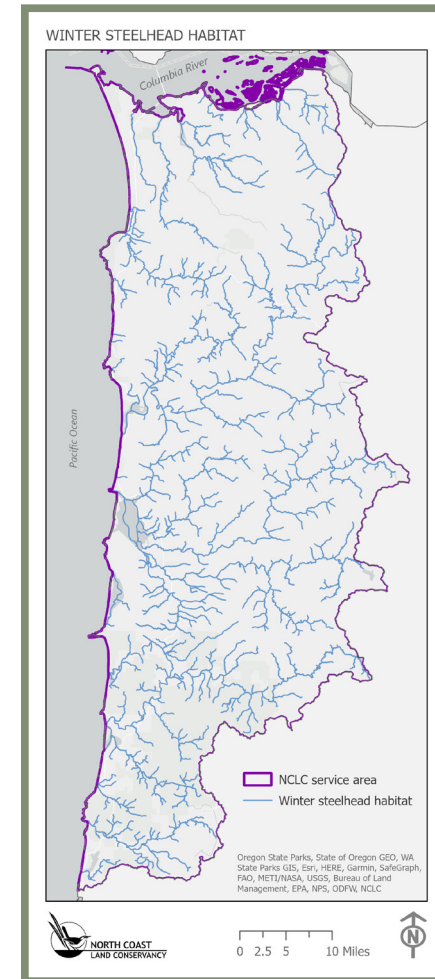 WINTER STEELHEAD HABITAT
Columbia River
Pacific Ocean
NCLC service area
Winter steelhead habitat
Oregon State Parks, State of Oregon GEO, WA
State Parks GIS, Esri, HERE, Garmin, SafeGraph,
FAO, METI/NASA, USGS, Bureau of Land
Management, EPA, NPS, ODFW, NCLC
NORTH COAST
LAND CONSERVANCY
0 2.5 5 10 Miles
N